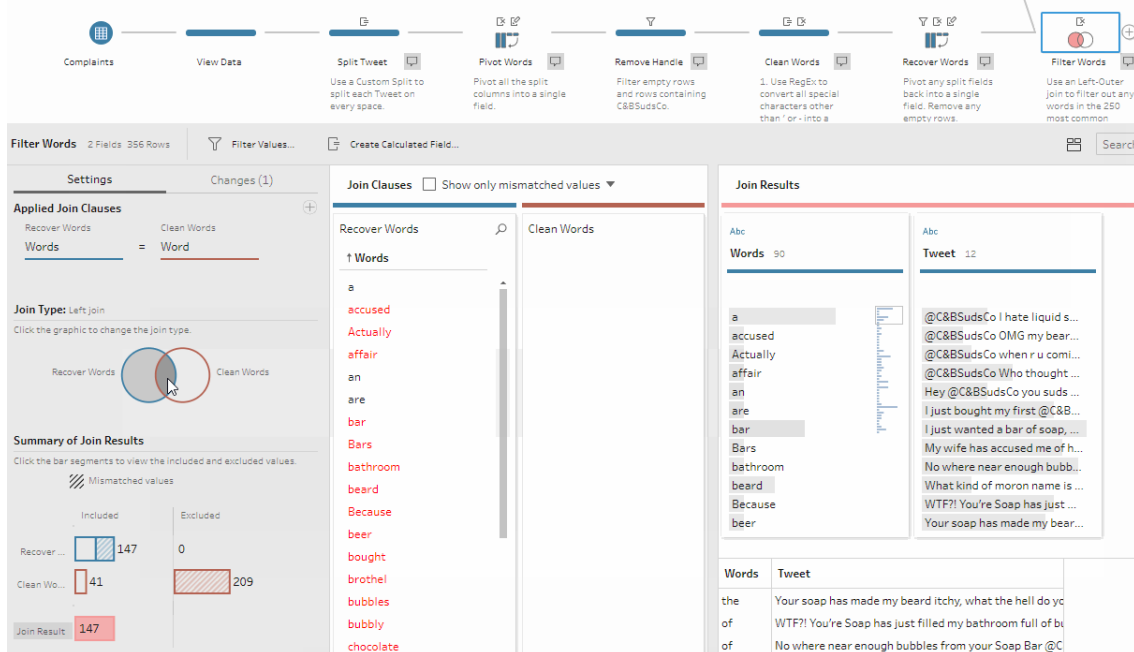 Complaints
View Data
Split Tweet
Use a Custom Split to
split each Tweet on
every space.
Pivot Words
Pivot all the split
columns into a single
field.
Remove Handle
Filter empty rows
and rows containing
C&BSudsCo.
Clean Words
1. Use RegEx to
convert all special
characters other
than ' or - into a
Recover Words
Pivot any split fields
back into a single
field. Remove any
empty rows.
Filter Words
Use an Left-Outer
join to filter out any
words in the 250
most common
Filter Words 2 Fields 356 Rows
Filter Values...
Create Calculated Field...
Search
Settings
Changes (1)
Applied Join Clauses
Recover Words
Clean Words
Words = Word
Join Type: Left join
Click the graphic to change the join type.
Recover Words
Clean Words
Summary of Join Results
Click the bar segments to view the included and excluded values.
Mismatched values
Included
Excluded
Recover ... 147 0
Clean Wo... 41 209
Join Result 147
Join Clauses Show only mismatched values
Recover Words
Clean Words
↑ Words
a
accused
Actually
affair
an
are
bar
Bars
bathroom
beard
Because
beer
bought
brothel
bubbles
bubbly
chocolate
Join Results
Abc
Words 90
a
accused
Actually
affair
an
are
bar
Bars
bathroom
beard
Because
beer
Abc
Tweet 12
@C&BSudsCo I hate liquid s...
@C&BSudsCo OMG my bear...
@C&BSudsCo when r u comi...
@C&BSudsCo Who thought ...
Hey @C&BSudsCo you suds ...
I just bought my first @C&B...
I just wanted a bar of soap, ...
My wife has accused me of h...
No where near enough bubb...
What kind of moron name is ...
WTF?! You're Soap has just ...
Your soap has made my bear...
Words Tweet
the Your soap has made my beard itchy, what the hell do yo
of WTF?! You're Soap has just filled my bathroom full of bu
of No where near enough bubbles from your Soap Bar @C